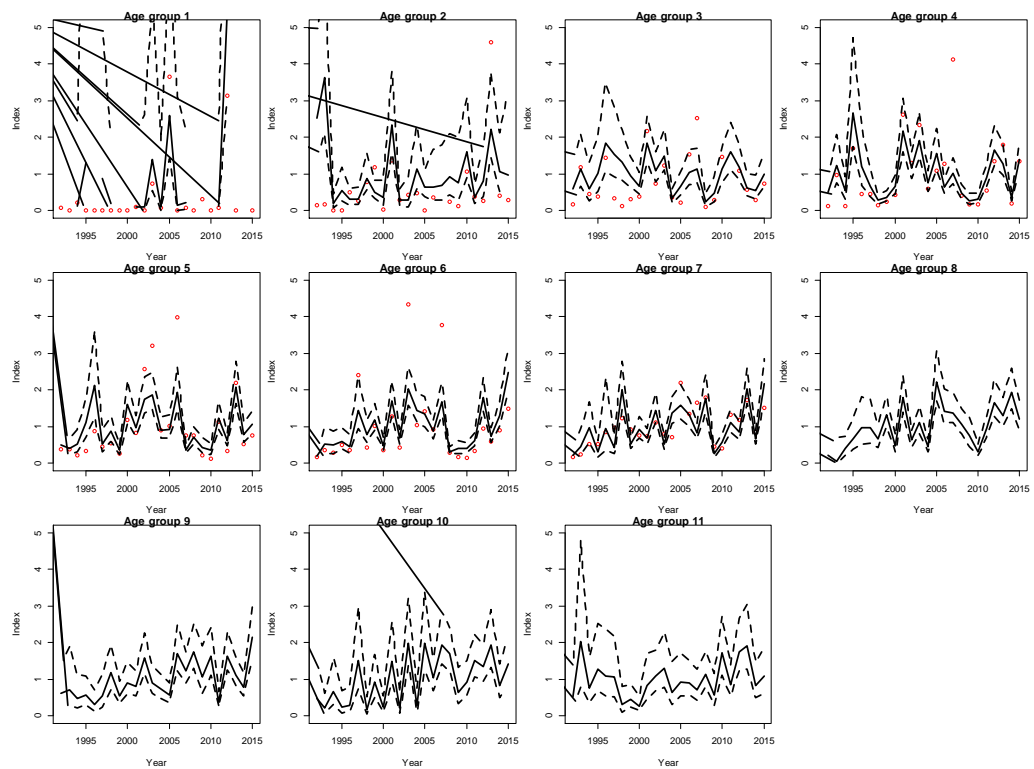 Age group 1
Age group 2
Age group 3
Age group 4
5
4
3
2
1
0
Index
1995 2000 2005 2010 2015
Year
5
4
3
2
1
0
Index
1995 2000 2005 2010 2015
Year
5
4
3
2
1
0
Index
1995 2000 2005 2010 2015
Year
5
4
3
2
1
0
Index
1995 2000 2005 2010 2015
Year
Age group 5
Age group 6
Age group 7
Age group 8
5
4
3
2
1
0
Index
1995 2000 2005 2010 2015
Year
5
4
3
2
1
0
Index
1995 2000 2005 2010 2015
Year
5
4
3
2
1
0
Index
1995 2000 2005 2010 2015
Year
5
4
3
2
1
0
Index
1995 2000 2005 2010 2015
Year
Age group 9
Age group 10
Age group 11
5
4
3
2
1
0
Index
1995 2000 2005 2010 2015
Year
5
4
3
2
1
0
Index
1995 2000 2005 2010 2015
Year
5
4
3
2
1
0
Index
1995 2000 2005 2010 2015
Year